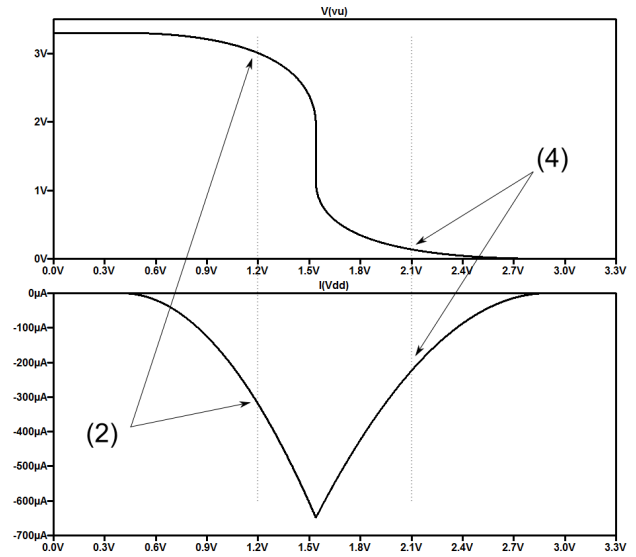 V(vu)
3V
2V
1V
0V
0.0V 0.3V 0.6V 0.9V 1.2V 1.5V 1.8V 2.1V 2.4V 2.7V 3.0V 3.3V
(4)
I(Vdd)
0µA
-100µA
-200µA
-300µA
-400µA
-500µA
-600µA
-700µA
(2)
0.0V 0.3V 0.6V 0.9V 1.2V 1.5V 1.8V 2.1V 2.4V 2.7V 3.0V 3.3V